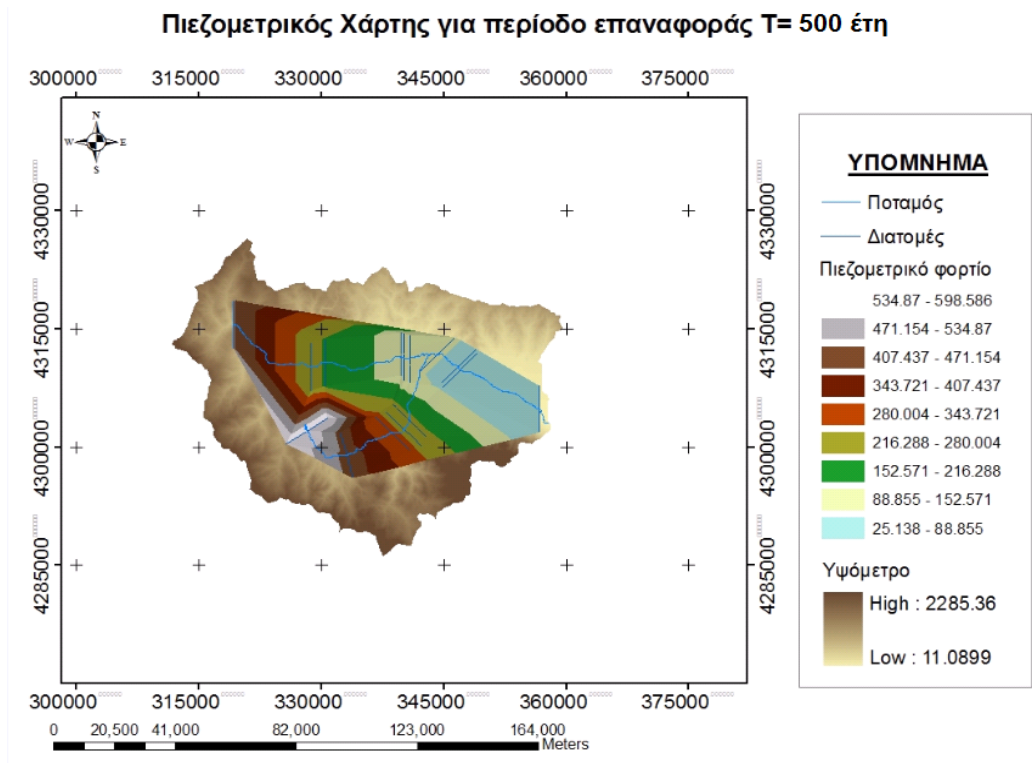 Πιεζομετρικός Χάρτης για περίοδο επαναφοράς Τ= 500 έτη
300000 315000 330000 345000 360000 375000
N
W E
S
4330000 4330000
4315000 4315000
4300000 4300000
4285000 4285000
300000 315000 330000 345000 360000 375000
0 20,500 41,000 82,000 123,000 164,000
Meters
ΥΠΟΜΝΗΜΑ
Ποταμός
Διατομές
Πιεζομετρικό φορτίο
534.87 - 598.586
471.154 - 534.87
407.437 - 471.154
343.721 - 407.437
280.004 - 343.721
216.288 - 280.004
152.571 - 216.288
88.855 - 152.571
25.138 - 88.855
Υψόμετρο
High : 2285.36
Low : 11.0899